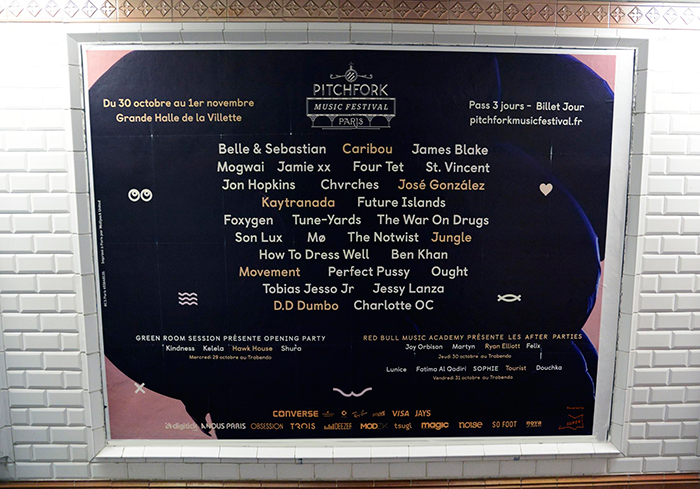 PITCHFORK
MUSIC FESTIVAL
PARIS
Du 30 octobre au 1er novembre
Grande Halle de la Villette
Pass 3 jours - Billet Jour
pitchforkmusicfestival.fr
Belle & Sebastian Caribou James Blake
Mogwai Jamie xx Four Tet St. Vincent
Jon Hopkins Chvrches José González
Kaytranada Future Islands
Foxygen Tune-Yards The War On Drugs
Son Lux Mø The Notwist Jungle
How To Dress Well Ben Khan
Movement Perfect Pussy Ought
Tobias Jesso Jr Jessy Lanza
D.D Dumbo Charlotte OC
GREEN ROOM SESSION PRÉSENTE OPENING PARTY
Kindness Kelela Hawk House Shura
Mercredi 29 octobre au Trabendo
RED BULL MUSIC ACADEMY PRÉSENTE LES AFTER PARTIES
Joy Orbison Martyn Ryan Elliott Felix
Jeudi 30 octobre au Trabendo
Lunice Fatima Al Qadiri SOPHIE Tourist Douchka
Vendredi 31 octobre au Trabendo
CONVERSE VISA JAYS
digitick A NOUS PARIS OBSESSION TROIS DEEZER MODZIK tsugi magic noise SO FOOT